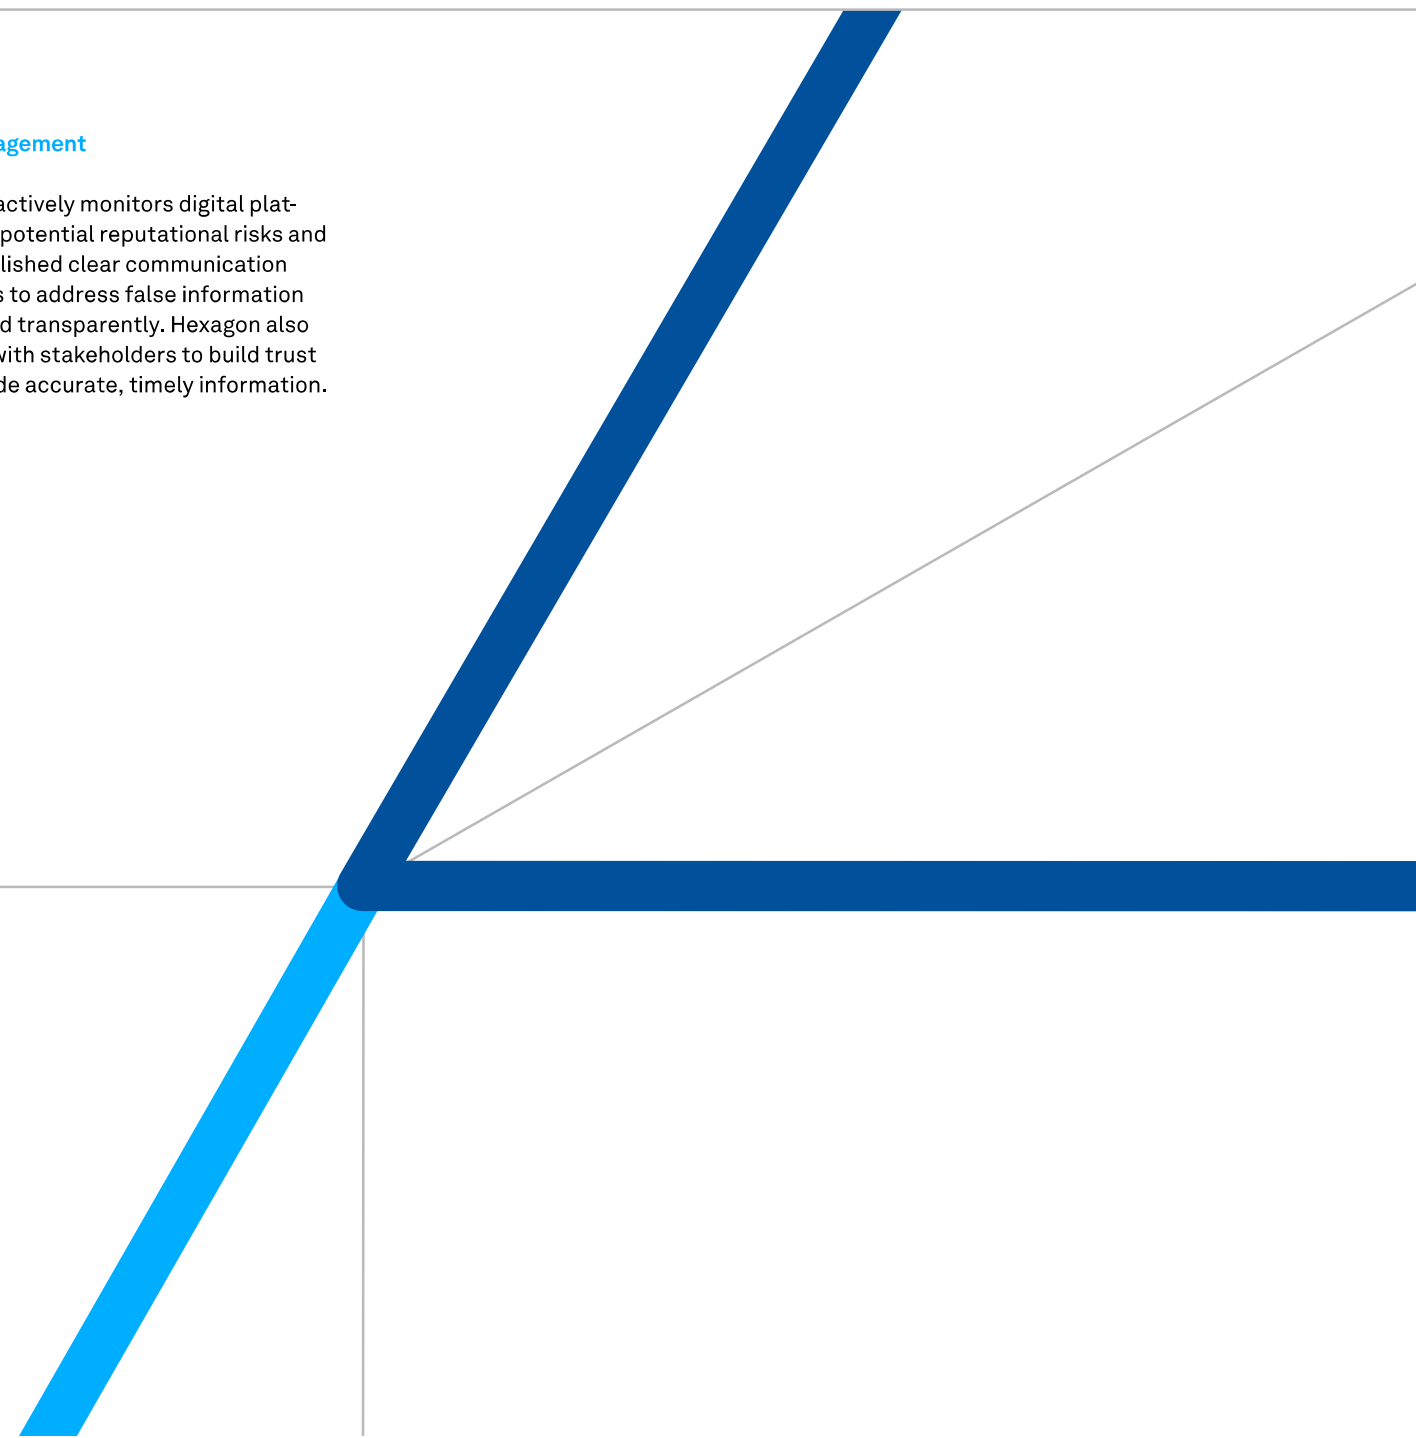 agement
actively monitors digital plat-
potential reputational risks and
lished clear communication
s to address false information
d transparently. Hexagon also
with stakeholders to build trust
de accurate, timely information.